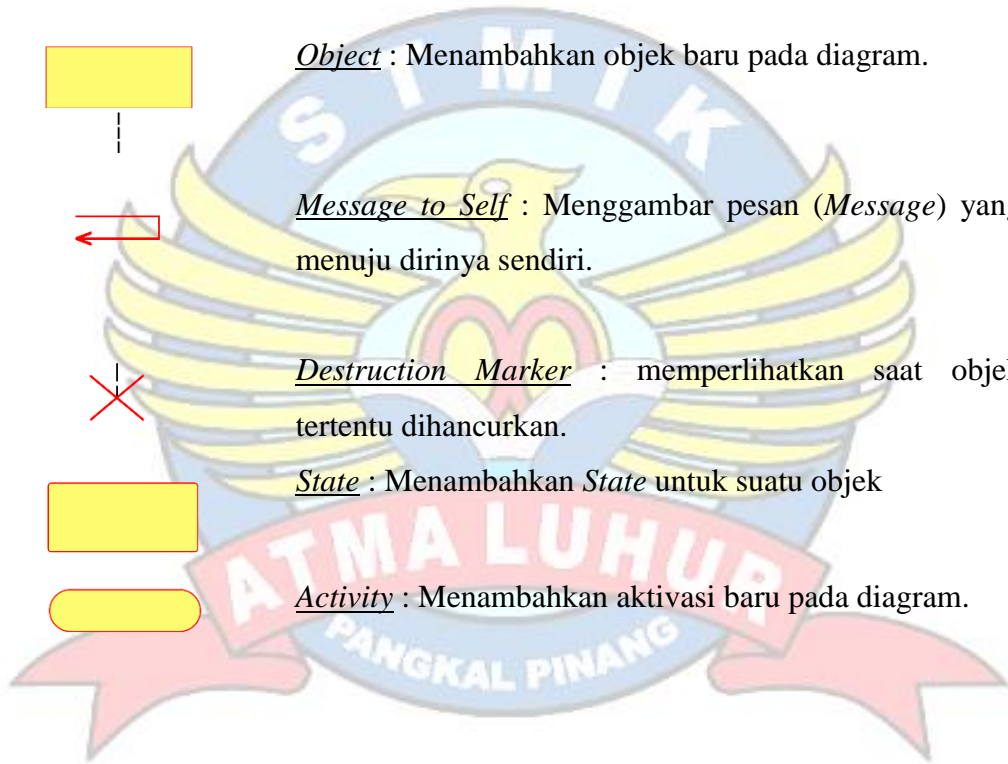 Object : Menambahkan objek baru pada diagram.
Message to Self : Menggambar pesan (Message) yang
menuju dirinya sendiri.
Destruction Marker : memperlihatkan saat objek
tertentu dihancurkan.
State : Menambahkan State untuk suatu objek
Activity : Menambahkan aktivasi baru pada diagram.
STMIK
ATMA LUHUR
PANGKAL PINANG